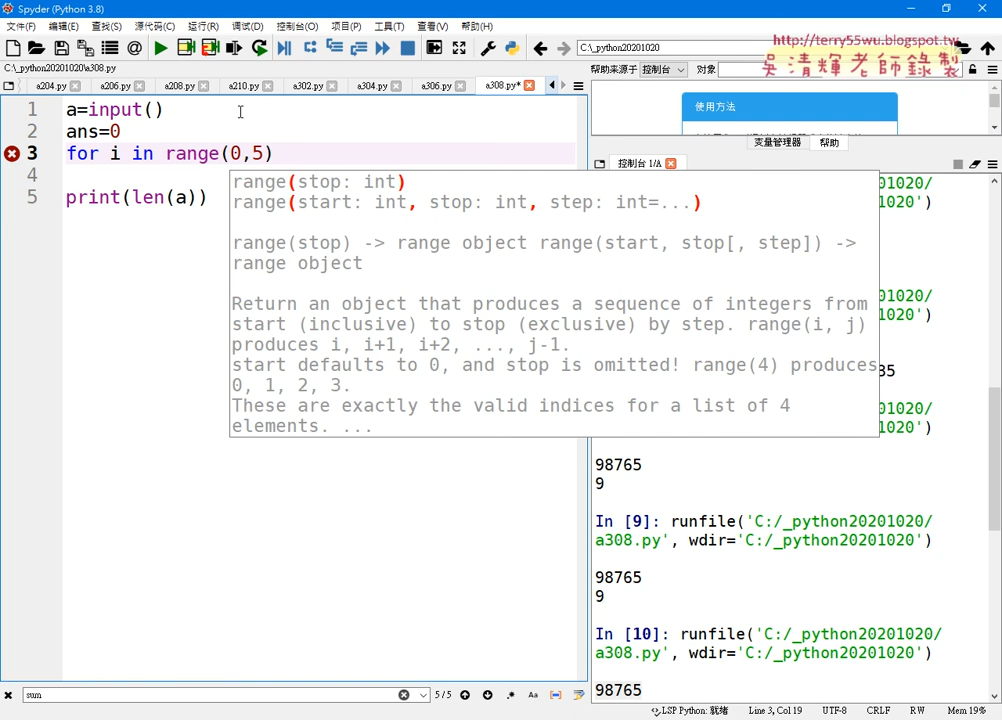 Spyder (Python 3.8)
文件(F) 编辑(E) 查找(S) 源代码(C) 运行(R) 调试(D) 控制台(O) 项目(P) 工具(T) 查看(V) 帮助(H)
C:\_python20201020
http://terry55wu.blogspot.tw
吳清輝老師錄製
C:\_python20201020\a308.py
帮助来源于 控制台 对象
a204.py a206.py a208.py a210.py a302.py a304.py a306.py a308.py*
使用方法
变量管理器 帮助
控制台 1/A
1 a=input()
2 ans=0
3 for i in range(0,5)
4
5 print(len(a))
range(stop: int)
range(start: int, stop: int, step: int=...)
range(stop) -> range object range(start, stop[, step]) ->
range object
Return an object that produces a sequence of integers from
start (inclusive) to stop (exclusive) by step. range(i, j)
produces i, i+1, i+2, ..., j-1.
start defaults to 0, and stop is omitted! range(4) produces
0, 1, 2, 3.
These are exactly the valid indices for a list of 4
elements. ...
01020/
020')
01020/
020')
35
01020/
020')
98765
9
In [9]: runfile('C:/_python20201020/
a308.py', wdir='C:/_python20201020')
98765
9
In [10]: runfile('C:/_python20201020/
a308.py', wdir='C:/_python20201020')
98765
sum
5/5
Aa
LSP Python: 就绪 Line 3, Col 19 UTF-8 CRLF RW Mem 19%